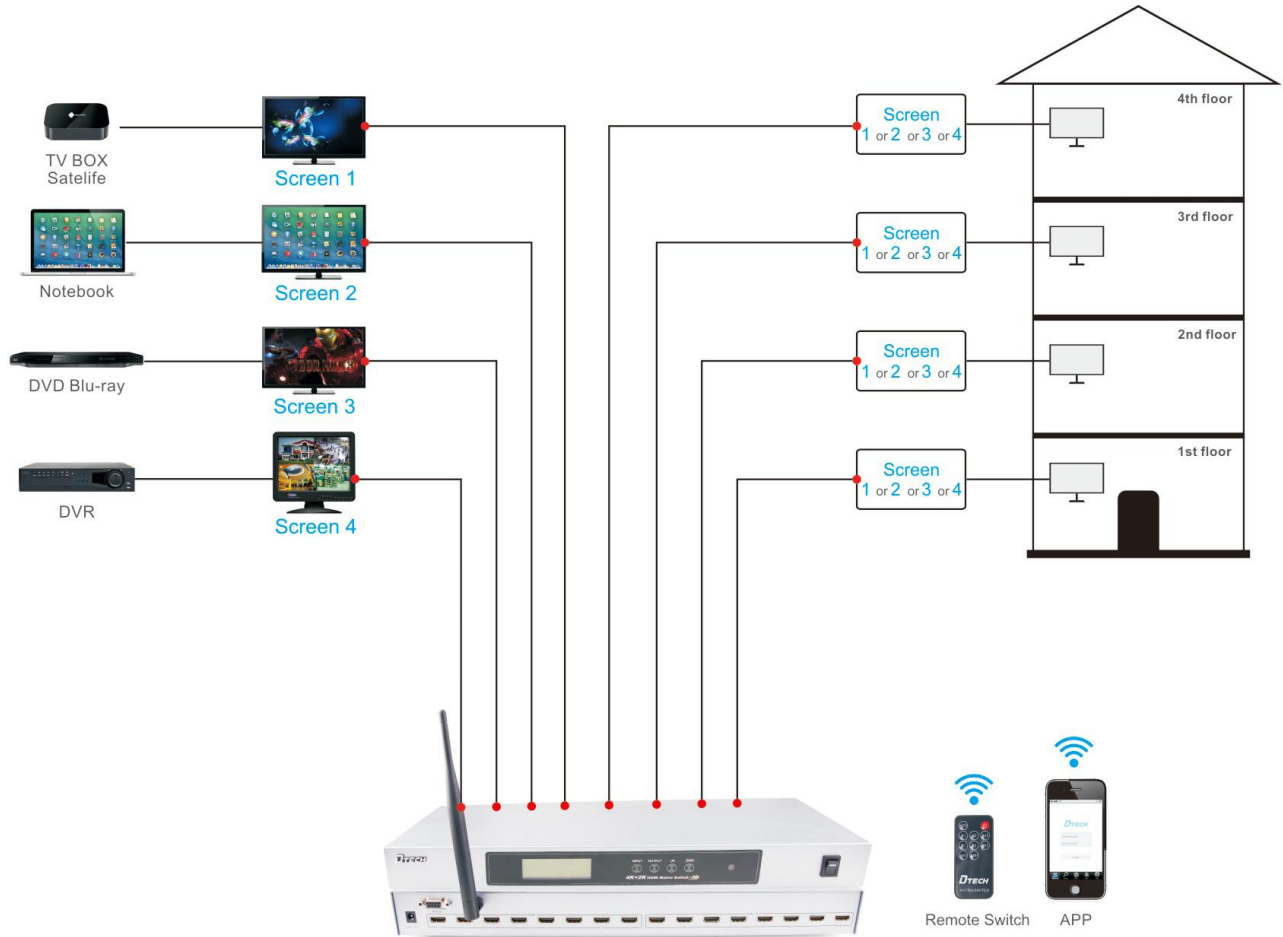 TV BOX
Satelife
Screen 1
Notebook
Screen 2
DVD Blu-ray
Screen 3
DVR
Screen 4
Screen
1 or 2 or 3 or 4
4th floor
Screen
1 or 2 or 3 or 4
3rd floor
Screen
1 or 2 or 3 or 4
2nd floor
Screen
1 or 2 or 3 or 4
1st floor
DTECH
INPUT OUTPUT
4K×2K HDMI Matrix Switch
DTECH
Remote Switch
DTECH
APP